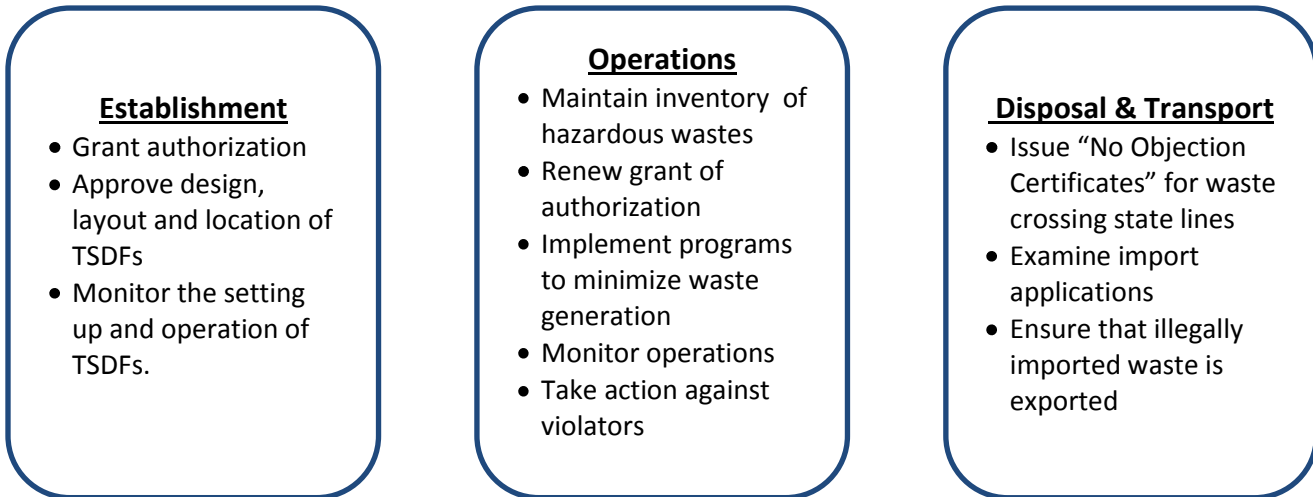 Establishment
• Grant authorization
• Approve design,
layout and location of
TSDFs
• Monitor the setting
up and operation of
TSDFs.
Operations
• Maintain inventory of
hazardous wastes
• Renew grant of
authorization
• Implement programs
to minimize waste
generation
• Monitor operations
• Take action against
violators
Disposal & Transport
• Issue “No Objection
Certificates” for waste
crossing state lines
• Examine import
applications
• Ensure that illegally
imported waste is
exported